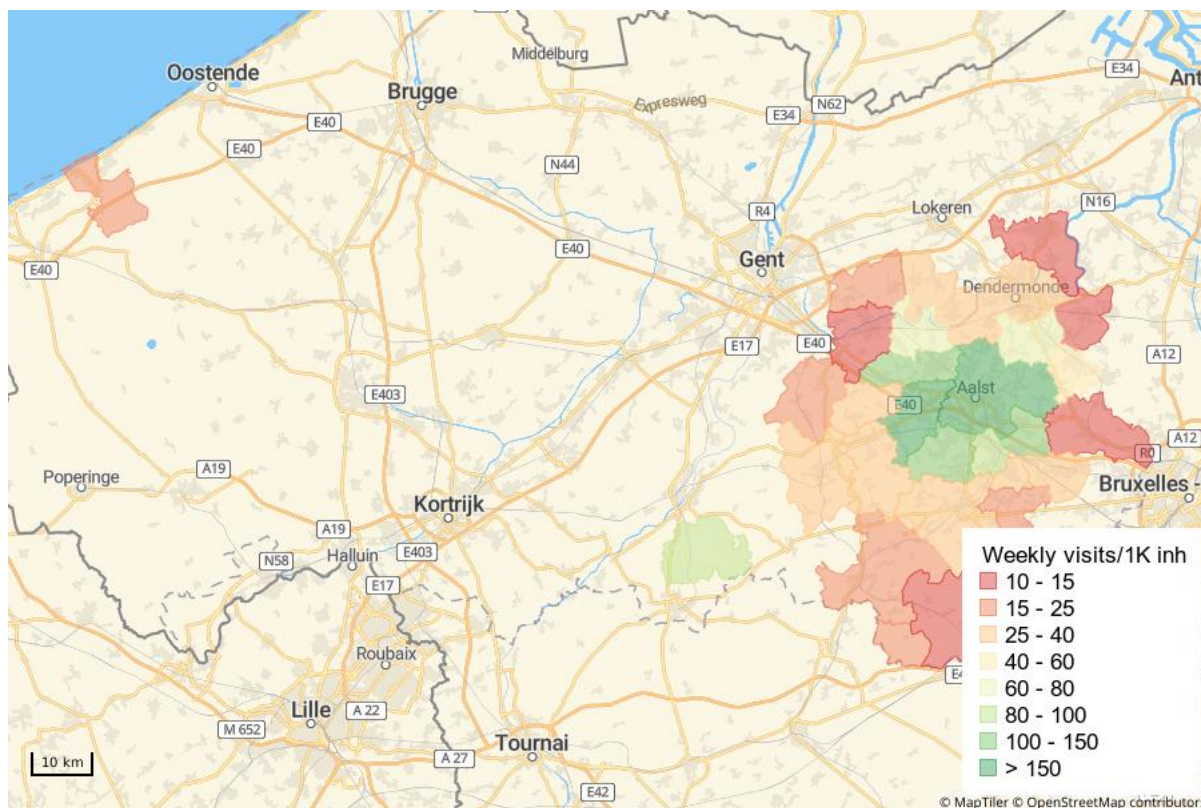 Middelburg
Oostende
Brugge
E34
Ant
Expresweg
N62
E40
E34
E40
N44
R4
Lokeren
N16
E40
Gent
E40
Dendermonde
E40
E17
A12
E403
Aalst
E40
A12
R0
A19
Poperinge
Bruxelles -
Kortrijk
A19
E403
N58
Halluin
E17
Roubaix
E4
Lille
A 22
M 652
Tournai
A 27
E42
10 km
Weekly visits/1K inh
10 - 15
15 - 25
25 - 40
40 - 60
60 - 80
80 - 100
100 - 150
> 150
© MapTiler © OpenStreetMap contributor